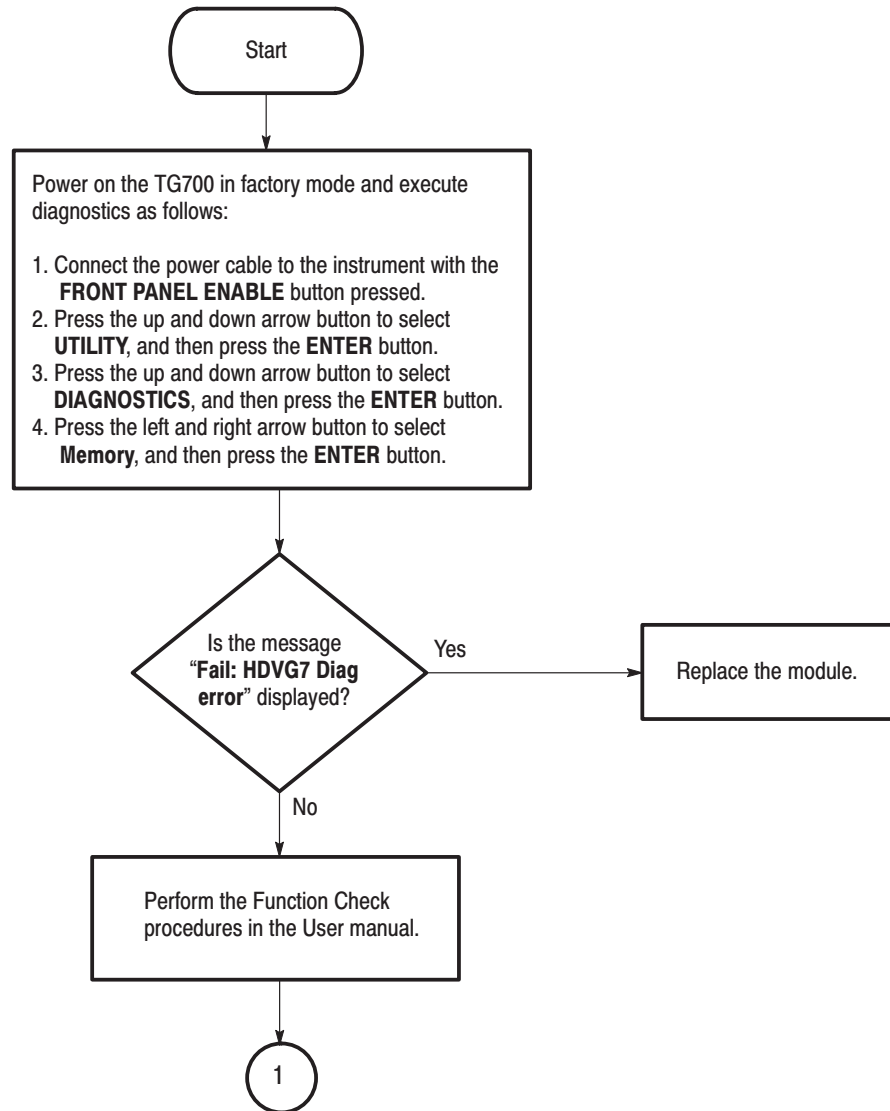 Start
Power on the TG700 in factory mode and execute
diagnostics as follows:
1. Connect the power cable to the instrument with the
FRONT PANEL ENABLE button pressed.
2. Press the up and down arrow button to select
UTILITY, and then press the ENTER button.
3. Press the up and down arrow button to select
DIAGNOSTICS, and then press the ENTER button.
4. Press the left and right arrow button to select
Memory, and then press the ENTER button.
Is the message
“Fail: HDVG7 Diag
error” displayed?
Yes
Replace the module.
No
Perform the Function Check
procedures in the User manual.
1